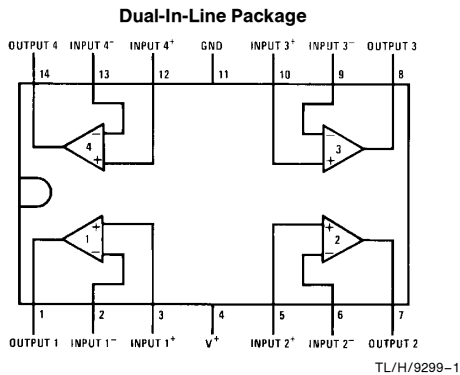 Dual-In-Line Package
OUTPUT 4 INPUT 4⁻ INPUT 4⁺ GND INPUT 3⁺ INPUT 3⁻ OUTPUT 3
14 13 12 11 10 9 8
− −
4 3
+ +
+ +
1 2
− −
1 2 3 4 5 6 7
OUTPUT 1 INPUT 1⁻ INPUT 1⁺ V⁺ INPUT 2⁺ INPUT 2⁻ OUTPUT 2
TL/H/9299–1